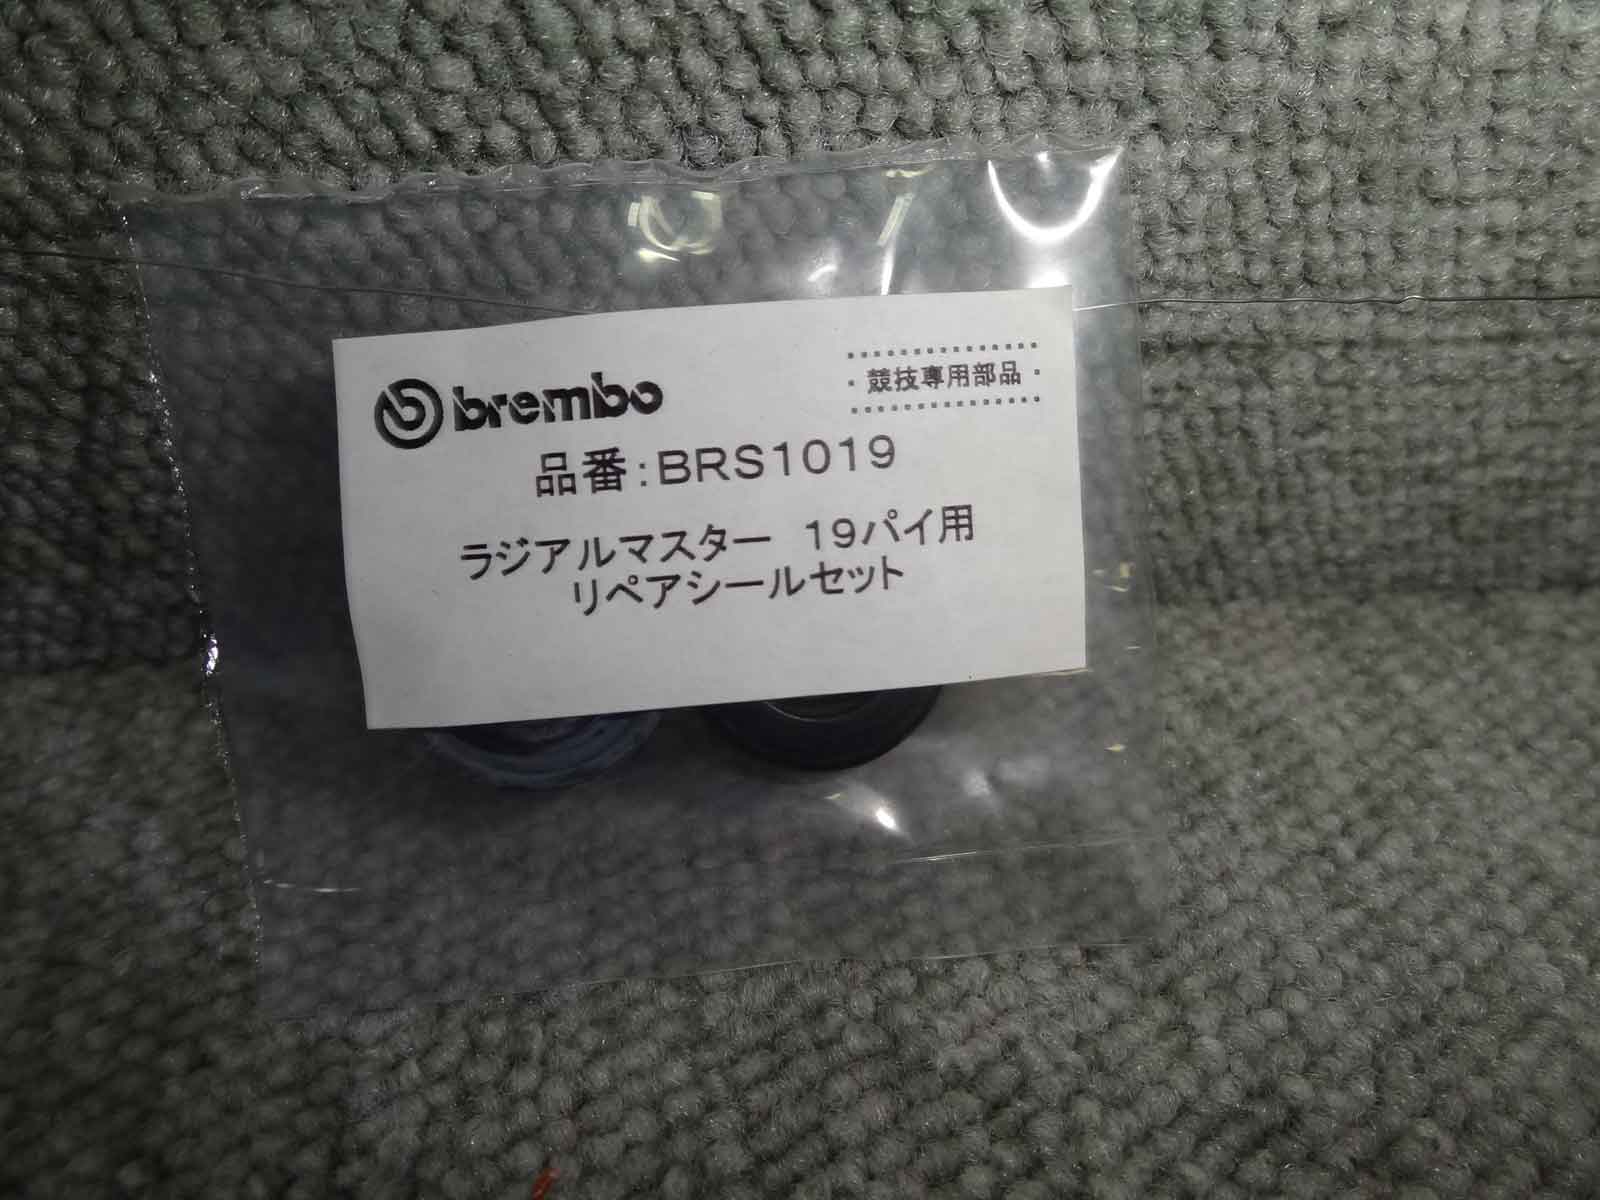 brembo
競技専用部品
品番:BRS1019
ラジアルマスター 19パイ用
リペアシールセット